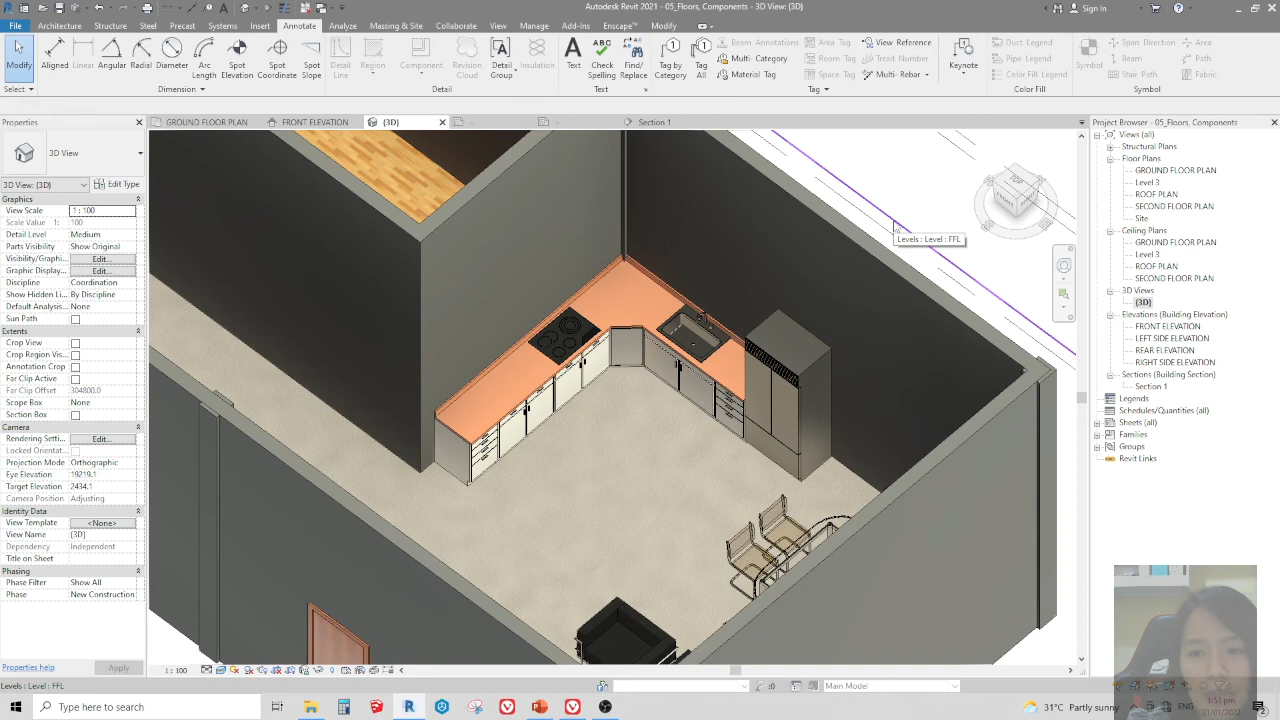 Autodesk Revit 2021 - 05_Floors, Components - 3D View: {3D}
Sign In
File
Architecture
Structure
Steel
Precast
Systems
Insert
Annotate
Analyze
Massing & Site
Collaborate
View
Manage
Add-Ins
Enscape™
Modify
Modify
Aligned
Linear
Angular
Radial
Diameter
Arc
Length
Spot
Elevation
Spot
Coordinate
Spot
Slope
Detail
Line
Region
Component
Revision
Cloud
Detail
Group
Insulation
Text
Check
Spelling
Find/
Replace
Tag by
Category
Tag
All
Beam Annotations
Multi- Category
Material Tag
Area Tag
Room Tag
Space Tag
View Reference
Tread Number
Multi- Rebar
Keynote
Duct Legend
Pipe Legend
Color Fill Legend
Symbol
Span Direction
Beam
Stair Path
Area
Path
Fabric
Select
Dimension
Detail
Text
Tag
Color Fill
Symbol
Properties
GROUND FLOOR PLAN
FRONT ELEVATION
{3D}
Section 1
3D View
3D View: {3D}
Edit Type
Graphics
View Scale
1 : 100
Scale Value 1:
100
Detail Level
Medium
Parts Visibility
Show Original
Visibility/Graphi...
Edit...
Graphic Display...
Edit...
Discipline
Coordination
Show Hidden Li...
By Discipline
Default Analysis...
None
Sun Path
Extents
Crop View
Crop Region Vis...
Annotation Crop
Far Clip Active
Far Clip Offset
304800.0
Scope Box
None
Section Box
Camera
Rendering Setti...
Edit...
Locked Orientat...
Projection Mode
Orthographic
Eye Elevation
19219.1
Target Elevation
2434.1
Camera Position
Adjusting
Identity Data
View Template
<None>
View Name
{3D}
Dependency
Independent
Title on Sheet
Phasing
Phase Filter
Show All
Phase
New Construction
Properties help
Apply
TOP
FRONT
Levels : Level : FFL
Project Browser - 05_Floors, Components
Views (all)
Structural Plans
Floor Plans
GROUND FLOOR PLAN
Level 3
ROOF PLAN
SECOND FLOOR PLAN
Site
Ceiling Plans
GROUND FLOOR PLAN
Level 3
ROOF PLAN
SECOND FLOOR PLAN
3D Views
{3D}
Elevations (Building Elevation)
FRONT ELEVATION
LEFT SIDE ELEVATION
REAR ELEVATION
RIGHT SIDE ELEVATION
Sections (Building Section)
Section 1
Legends
Schedules/Quantities (all)
Sheets (all)
Families
Groups
Revit Links
1 : 100
Levels : Level : FFL
:0
Main Model
Type here to search
31°C Partly sunny
ENG
1:53 pm
31/01/2022